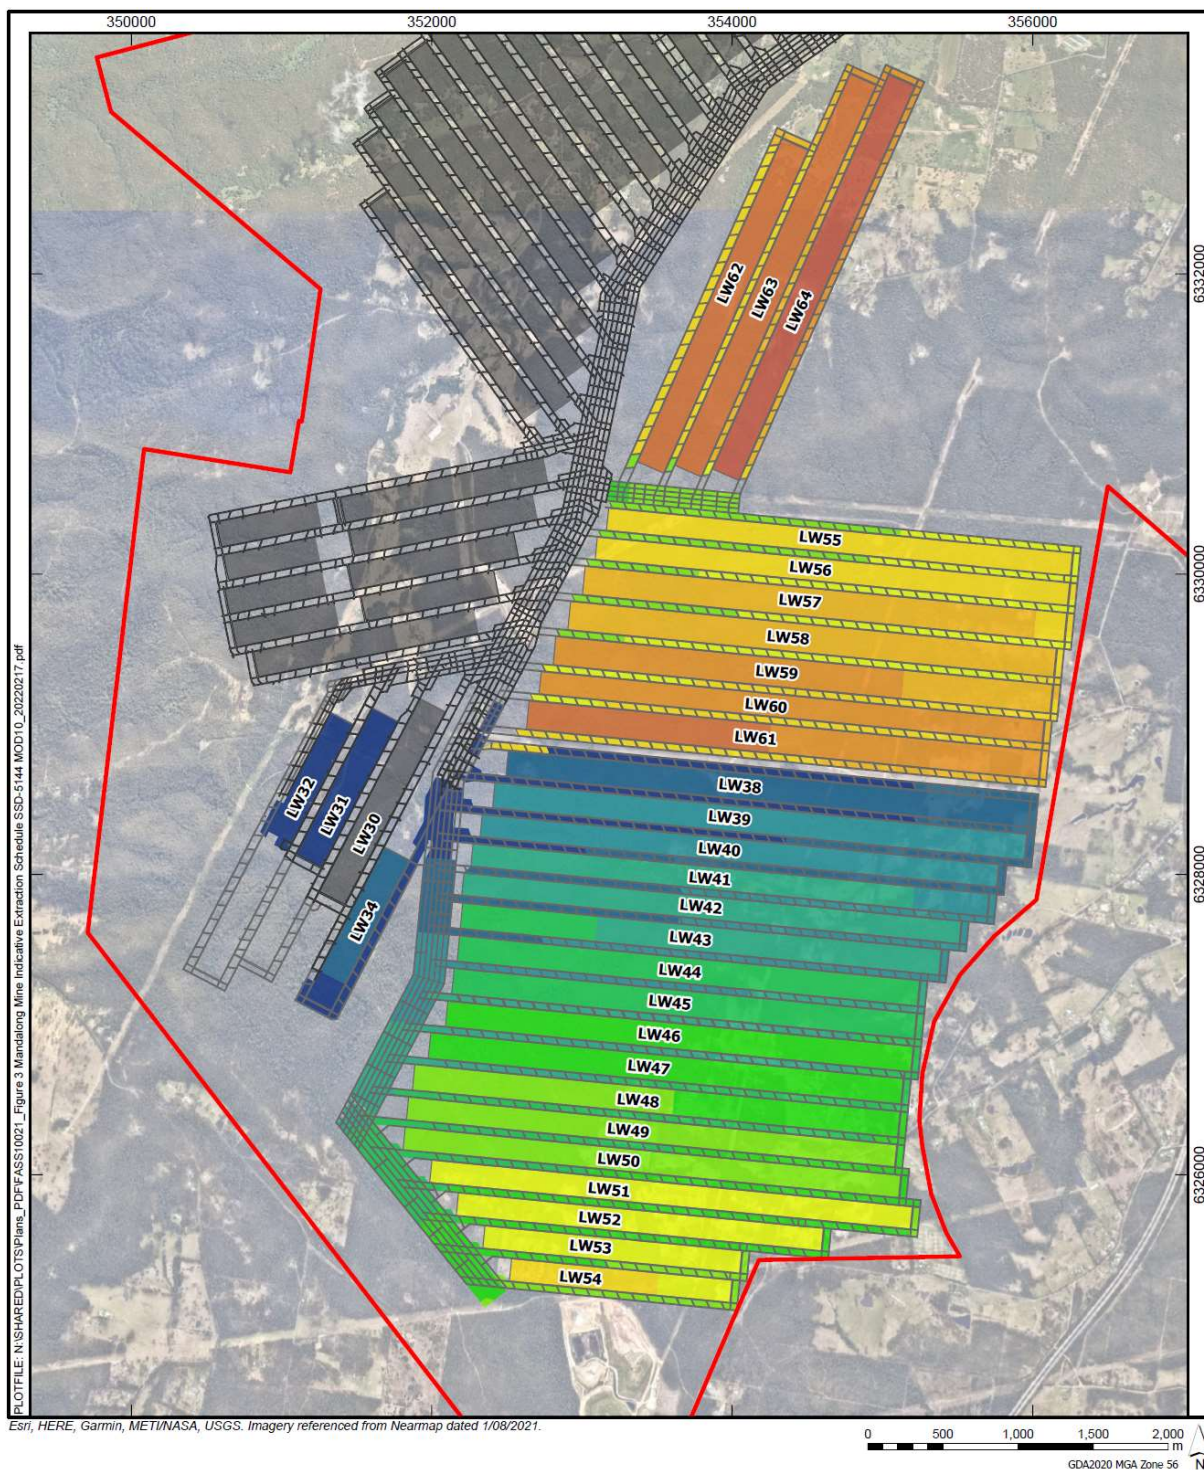 350000 352000 354000 356000
6332000
6330000
6328000
6326000
LW62
LW63
LW64
LW55
LW56
LW57
LW58
LW59
LW60
LW61
LW32
LW31
LW30
LW34
LW38
LW39
LW40
LW41
LW42
LW43
LW44
LW45
LW46
LW47
LW48
LW49
LW50
LW51
LW52
LW53
LW54
PLOTFILE: N:\SHARED\PLOTS\Plans_PDF\FASS10021_Figure 3 Mandalong Mine Indicative Extraction Schedule SSD-5144 MOD10_20220217.pdf
Esri, HERE, Garmin, METI/NASA, USGS. Imagery referenced from Nearmap dated 1/08/2021.
0 500 1,000 1,500 2,000
m
GDA2020 MGA Zone 56 N